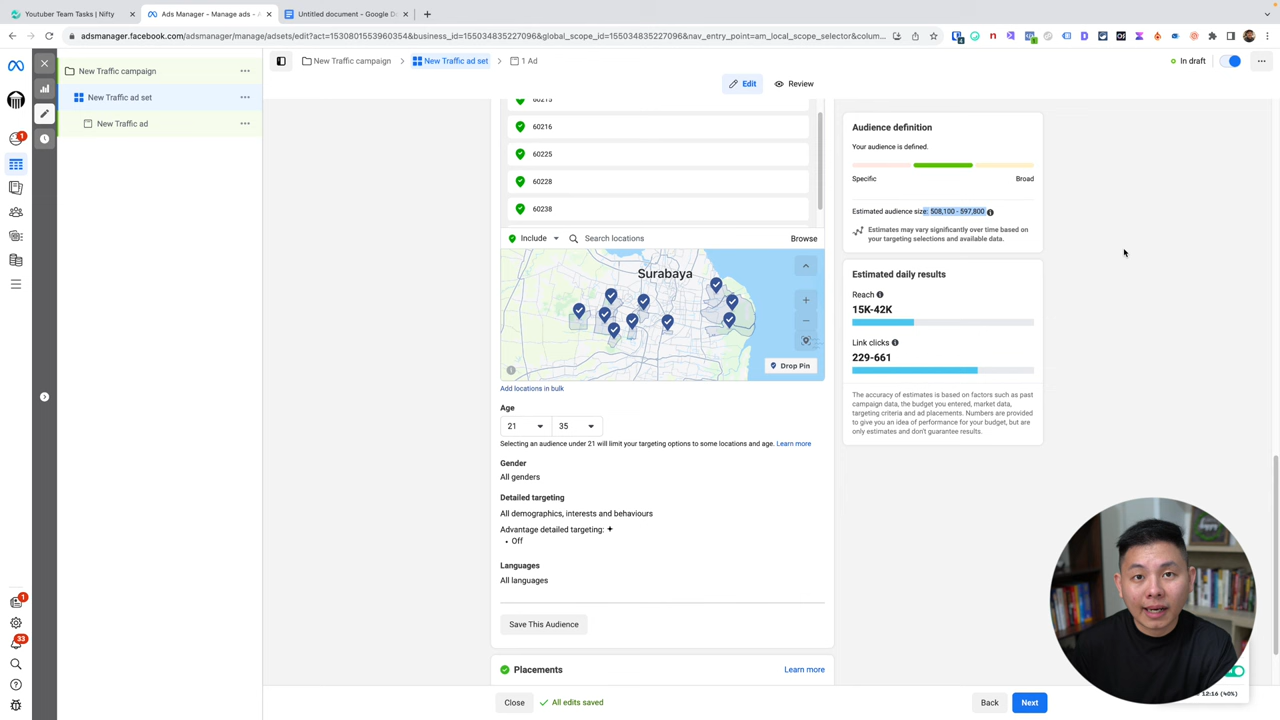 Youtuber Team Tasks | Nifty
Ads Manager - Manage ads - A
Untitled document - Google D
adsmanager.facebook.com/adsmanager/manage/adsets/edit?act=1530801553960354&business_id=155034835227096&global_scope_id=155034835227096&nav_entry_point=am_local_scope_selector&colum...
New Traffic campaign
New Traffic ad set
New Traffic ad
New Traffic campaign
New Traffic ad set
1 Ad
In draft
Edit
Review
60215
60216
60225
60228
60238
Include
Search locations
Browse
Surabaya
Drop Pin
Add locations in bulk
Age
21
35
Selecting an audience under 21 will limit your targeting options to some locations and age. Learn more
Gender
All genders
Detailed targeting
All demographics, interests and behaviours
Advantage detailed targeting:
• Off
Languages
All languages
Save This Audience
Placements
Learn more
Audience definition
Your audience is defined.
Specific
Broad
Estimated audience size: 508,100 - 597,800
Estimates may vary significantly over time based on
your targeting selections and available data.
Estimated daily results
Reach
15K-42K
Link clicks
229-661
The accuracy of estimates is based on factors such as past
campaign data, the budget you entered, market data,
targeting criteria and ad placements. Numbers are provided
to give you an idea of performance for your budget, but are
only estimates and don't guarantee results.
Close
All edits saved
Back
Next
1
1
33
12:16 (40%)